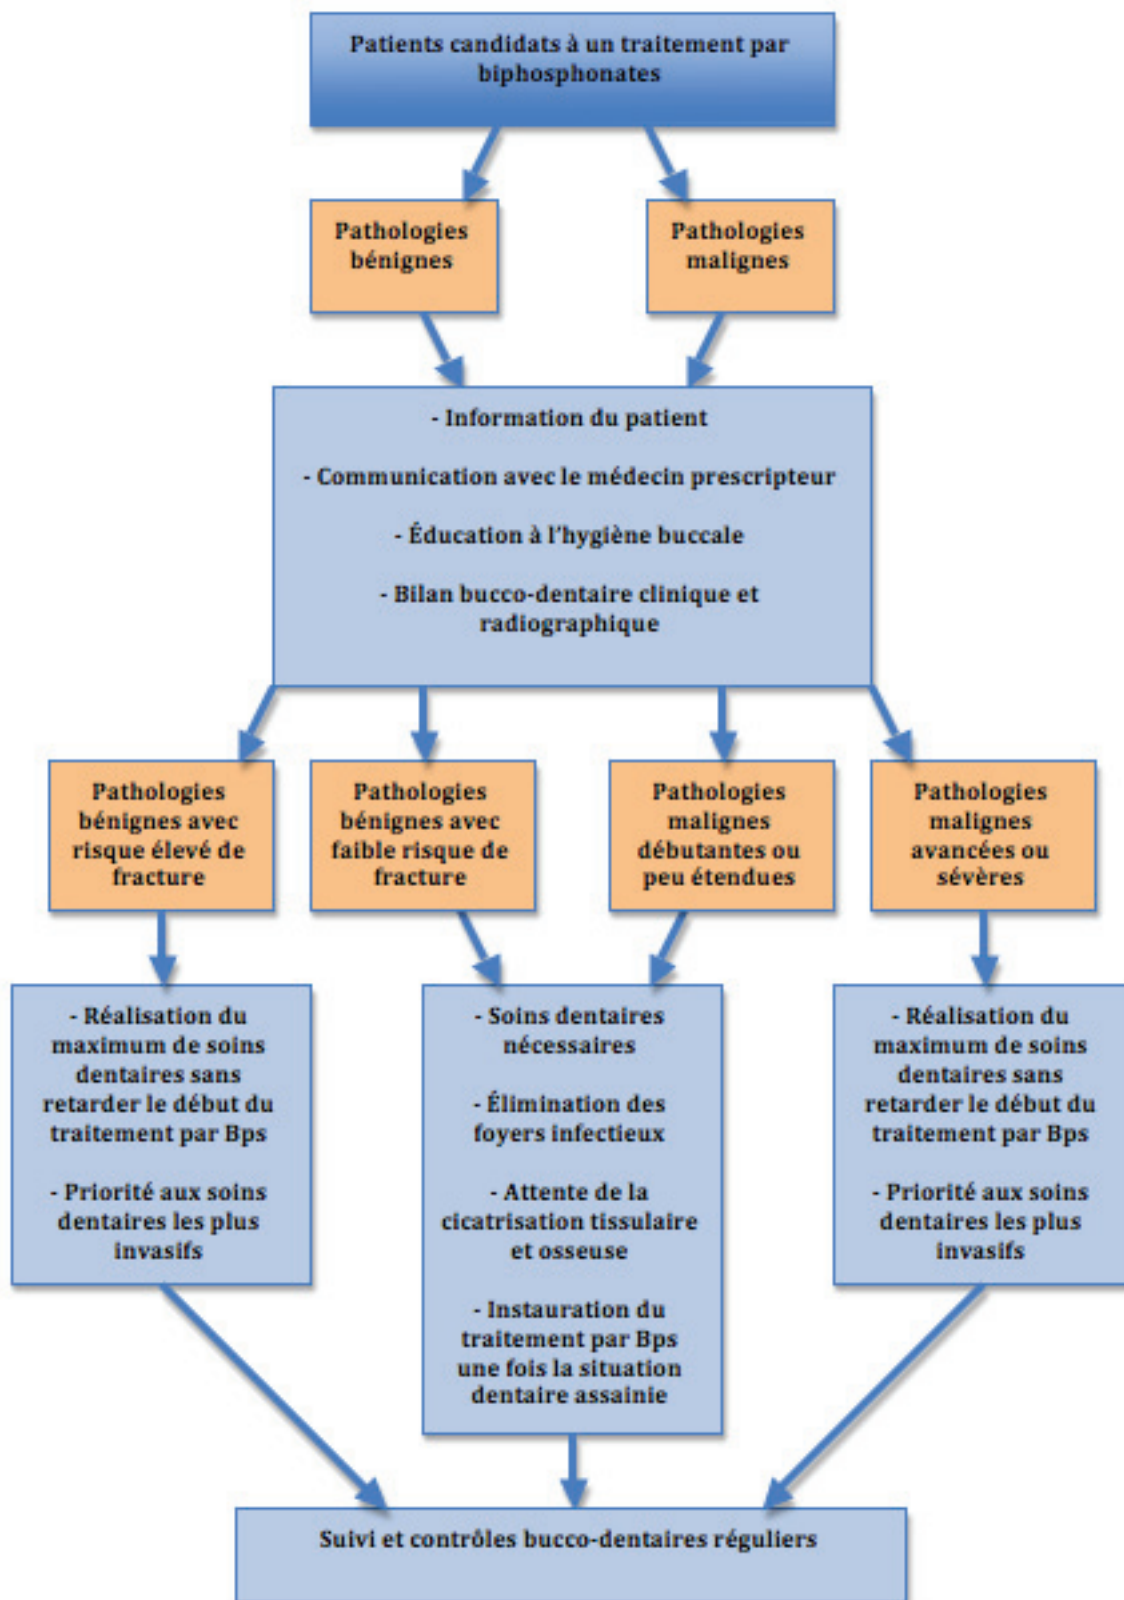 Patients candidats à un traitement par
biphosphonates
Pathologies
bénignes
Pathologies
malignes
- Information du patient
- Communication avec le médecin prescripteur
- Éducation à l'hygiène buccale
- Bilan bucco-dentaire clinique et
radiographique
Pathologies
bénignes avec
risque élevé de
fracture
Pathologies
bénignes avec
faible risque de
fracture
Pathologies
malignes
débutantes ou
peu étendues
Pathologies
malignes
avancées ou
sévères
- Réalisation du
maximum de soins
dentaires sans
retarder le début du
traitement par Bps
- Priorité aux soins
dentaires les plus
invasifs
- Soins dentaires
nécessaires
- Élimination des
foyers infectieux
- Attente de la
cicatrisation tissulaire
et osseuse
- Instauration du
traitement par Bps
une fois la situation
dentaire assainie
- Réalisation du
maximum de soins
dentaires sans
retarder le début du
traitement par Bps
- Priorité aux soins
dentaires les plus
invasifs
Suivi et contrôles bucco-dentaires réguliers